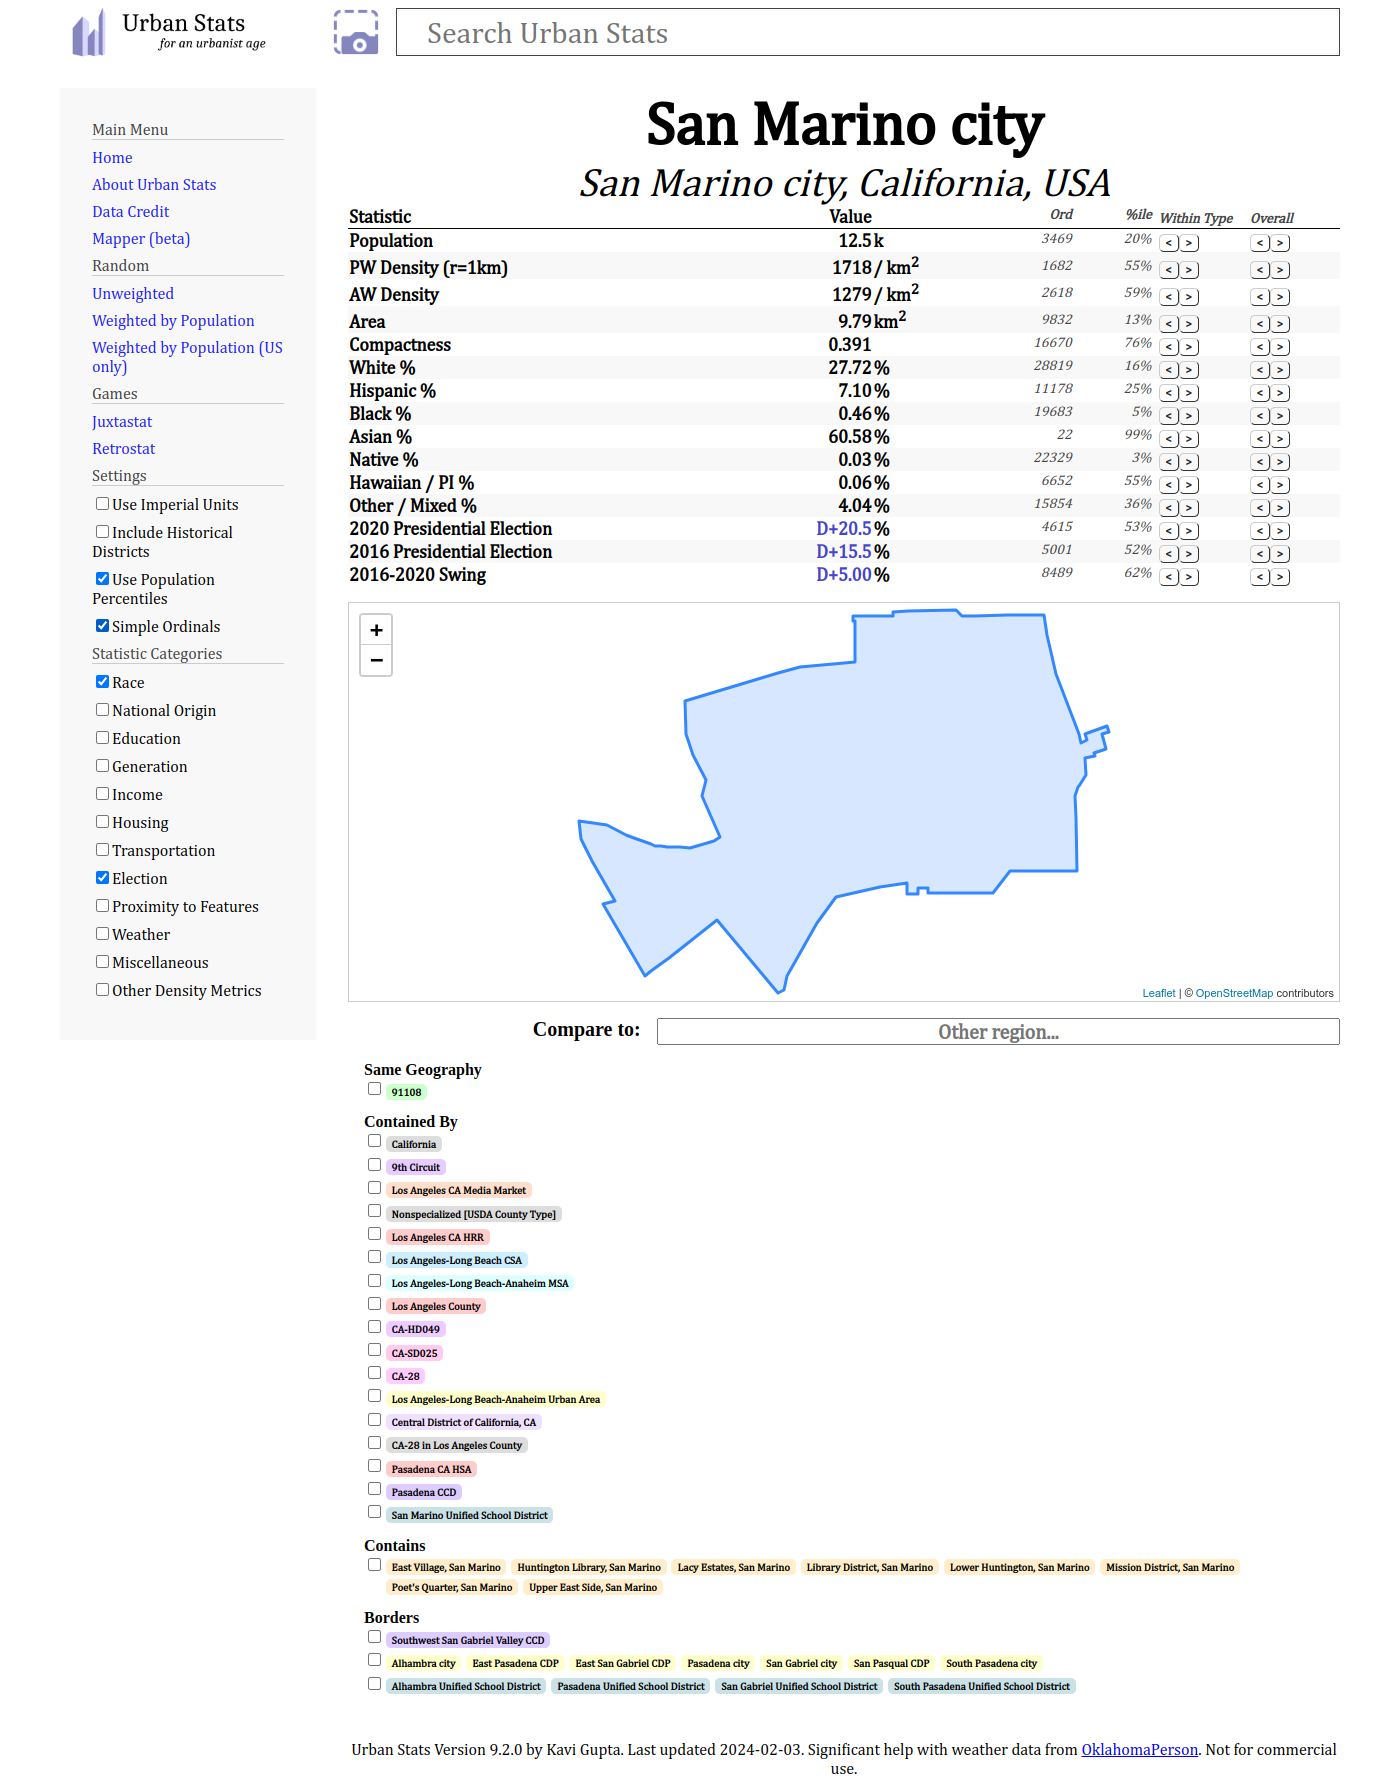 Urban Stats
for an urbanist age
Search Urban Stats
Main Menu
Home
About Urban Stats
Data Credit
Mapper (beta)
Random
Unweighted
Weighted by Population
Weighted by Population (US
only)
Games
Juxtastat
Retrostat
Settings
Use Imperial Units
Include Historical
Districts
Use Population
Percentiles
Simple Ordinals
Statistic Categories
Race
National Origin
Education
Generation
Income
Housing
Transportation
Election
Proximity to Features
Weather
Miscellaneous
Other Density Metrics
San Marino city
San Marino city, California, USA
Statistic Value Ord %ile Within Type Overall
Population 12.5 k 3469 20% < > < >
PW Density (r=1km) 1718 / km² 1682 55% < > < >
AW Density 1279 / km² 2618 59% < > < >
Area 9.79 km² 9832 13% < > < >
Compactness 0.391 16670 76% < > < >
White % 27.72 % 28819 16% < > < >
Hispanic % 7.10 % 11178 25% < > < >
Black % 0.46 % 19683 5% < > < >
Asian % 60.58 % 22 99% < > < >
Native % 0.03 % 22329 3% < > < >
Hawaiian / PI % 0.06 % 6652 55% < > < >
Other / Mixed % 4.04 % 15854 36% < > < >
2020 Presidential Election D+20.5 % 4615 53% < > < >
2016 Presidential Election D+15.5 % 5001 52% < > < >
2016-2020 Swing D+5.00 % 8489 62% < > < >
+
−
Leaflet | © OpenStreetMap contributors
Compare to: Other region...
Same Geography
91108
Contained By
California
9th Circuit
Los Angeles CA Media Market
Nonspecialized [USDA County Type]
Los Angeles CA HRR
Los Angeles-Long Beach CSA
Los Angeles-Long Beach-Anaheim MSA
Los Angeles County
CA-HD049
CA-SD025
CA-28
Los Angeles-Long Beach-Anaheim Urban Area
Central District of California, CA
CA-28 in Los Angeles County
Pasadena CA HSA
Pasadena CCD
San Marino Unified School District
Contains
East Village, San Marino Huntington Library, San Marino Lacy Estates, San Marino Library District, San Marino Lower Huntington, San Marino Mission District, San Marino
Poet's Quarter, San Marino Upper East Side, San Marino
Borders
Southwest San Gabriel Valley CCD
Alhambra city East Pasadena CDP East San Gabriel CDP Pasadena city San Gabriel city San Pasqual CDP South Pasadena city
Alhambra Unified School District Pasadena Unified School District San Gabriel Unified School District South Pasadena Unified School District
Urban Stats Version 9.2.0 by Kavi Gupta. Last updated 2024-02-03. Significant help with weather data from OklahomaPerson. Not for commercial
use.